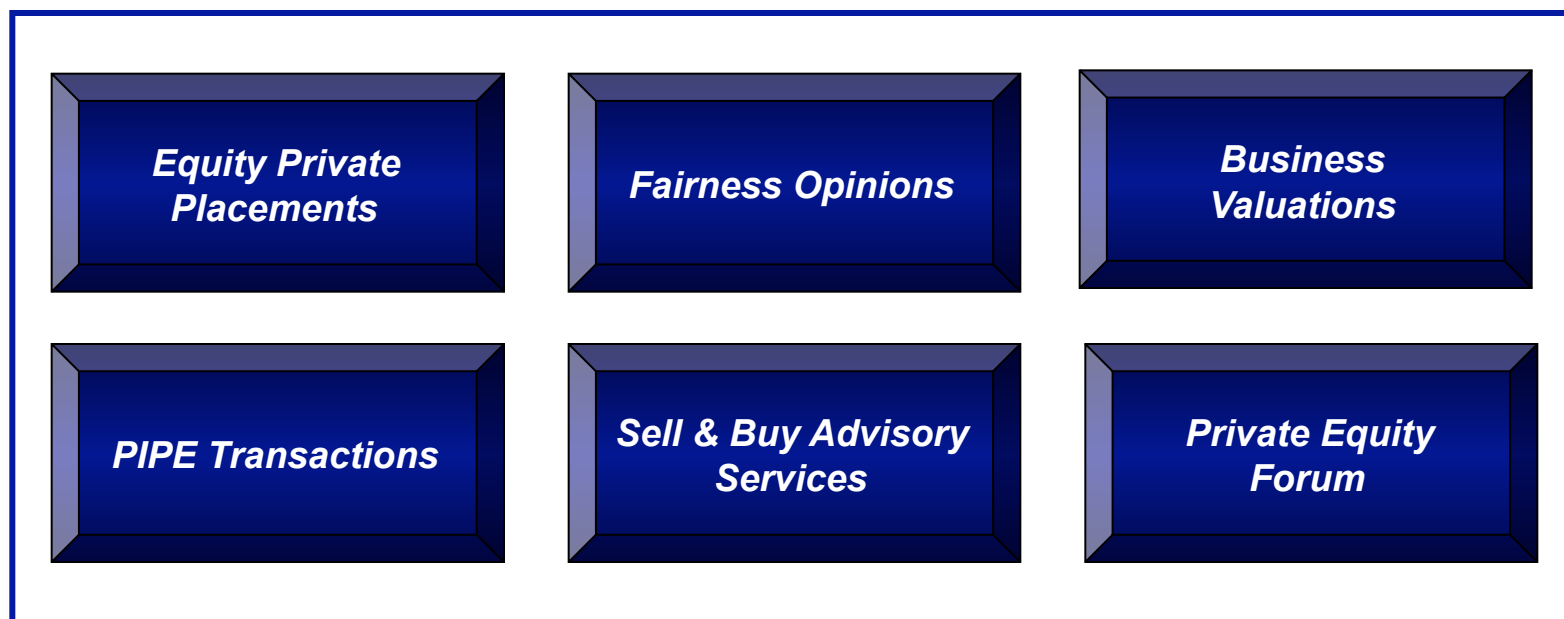 Equity Private
Placements
Fairness Opinions
Business
Valuations
PIPE Transactions
Sell & Buy Advisory
Services
Private Equity
Forum